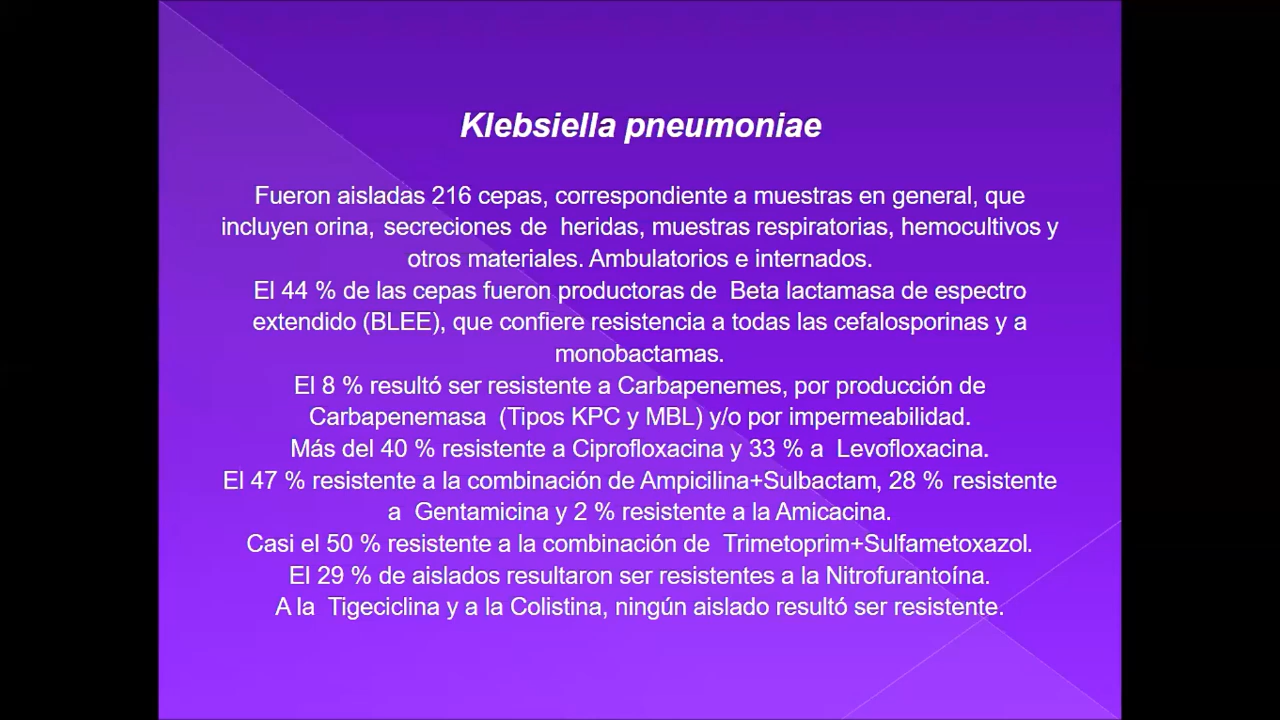 Klebsiella pneumoniae
Fueron aisladas 216 cepas, correspondiente a muestras en general, que
incluyen orina, secreciones de heridas, muestras respiratorias, hemocultivos y
otros materiales. Ambulatorios e internados.
El 44 % de las cepas fueron productoras de Beta lactamasa de espectro
extendido (BLEE), que confiere resistencia a todas las cefalosporinas y a
monobactamas.
El 8 % resultó ser resistente a Carbapenemes, por producción de
Carbapenemasa (Tipos KPC y MBL) y/o por impermeabilidad.
Más del 40 % resistente a Ciprofloxacina y 33 % a Levofloxacina.
El 47 % resistente a la combinación de Ampicilina+Sulbactam, 28 % resistente
a Gentamicina y 2 % resistente a la Amicacina.
Casi el 50 % resistente a la combinación de Trimetoprim+Sulfametoxazol.
El 29 % de aislados resultaron ser resistentes a la Nitrofurantoína.
A la Tigeciclina y a la Colistina, ningún aislado resultó ser resistente.